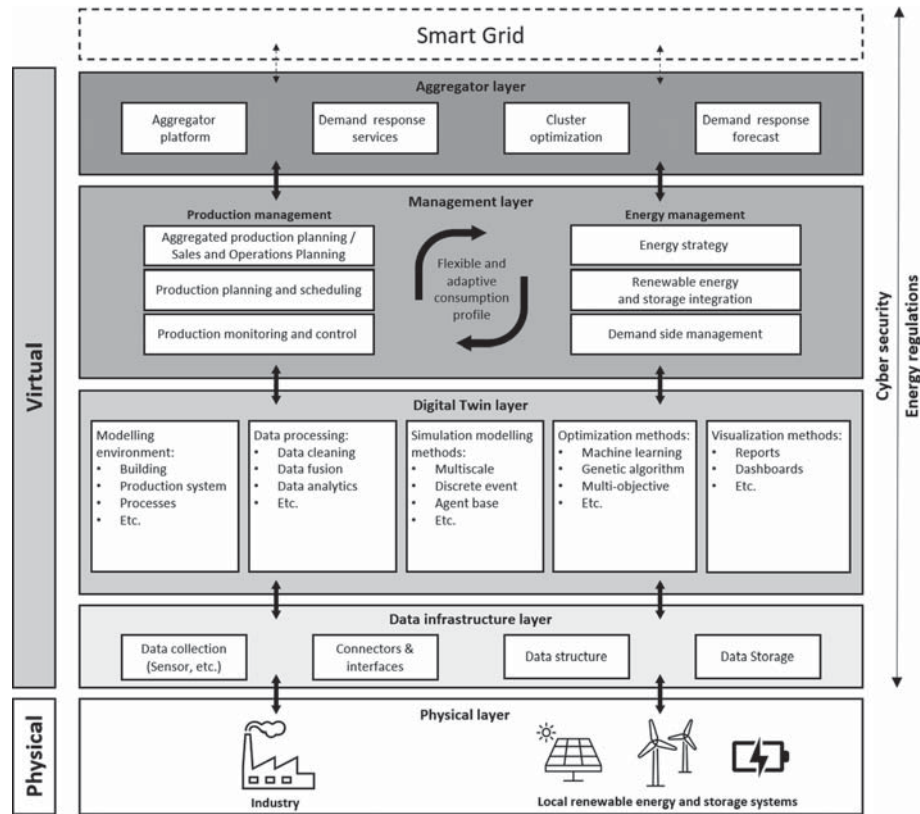 Smart Grid
Aggregator layer
Aggregator
platform
Demand response
services
Cluster
optimization
Demand response
forecast
Management layer
Production management
Aggregated production planning /
Sales and Operations Planning
Production planning and scheduling
Production monitoring and control
Flexible and
adaptive
consumption
profile
Energy management
Energy strategy
Renewable energy
and storage integration
Demand side management
Digital Twin layer
Modelling
environment:
• Building
• Production system
• Processes
• Etc.
Data processing:
• Data cleaning
• Data fusion
• Data analytics
• Etc.
Simulation modelling
methods:
• Multiscale
• Discrete event
• Agent base
• Etc.
Optimization methods:
• Machine learning
• Genetic algorithm
• Multi-objective
• Etc.
Visualization methods:
• Reports
• Dashboards
• Etc.
Data infrastructure layer
Data collection
(Sensor, etc.)
Connectors &
interfaces
Data structure
Data Storage
Physical layer
Industry
Local renewable energy and storage systems
Virtual
Physical
Cyber security
Energy regulations